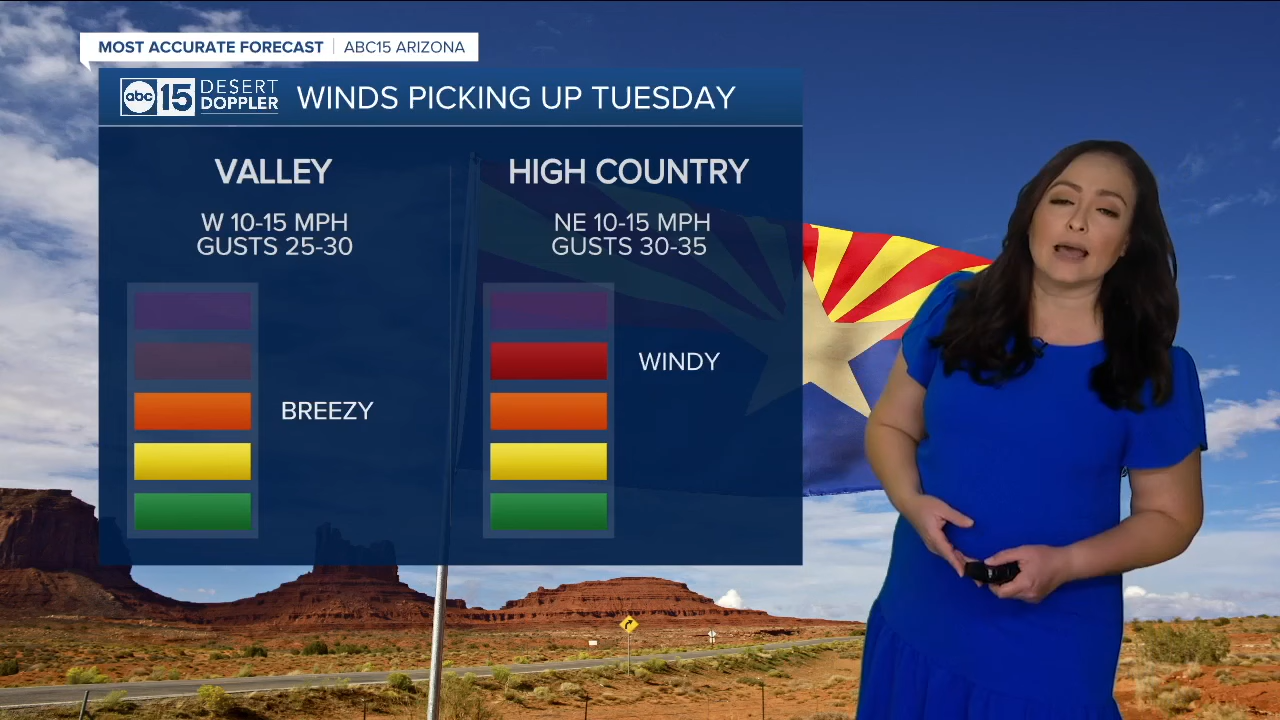 MOST ACCURATE FORECAST | ABC15 ARIZONA
abc 15 DESERT DOPPLER
WINDS PICKING UP TUESDAY
VALLEY
W 10-15 MPH
GUSTS 25-30
BREEZY
HIGH COUNTRY
NE 10-15 MPH
GUSTS 30-35
WINDY